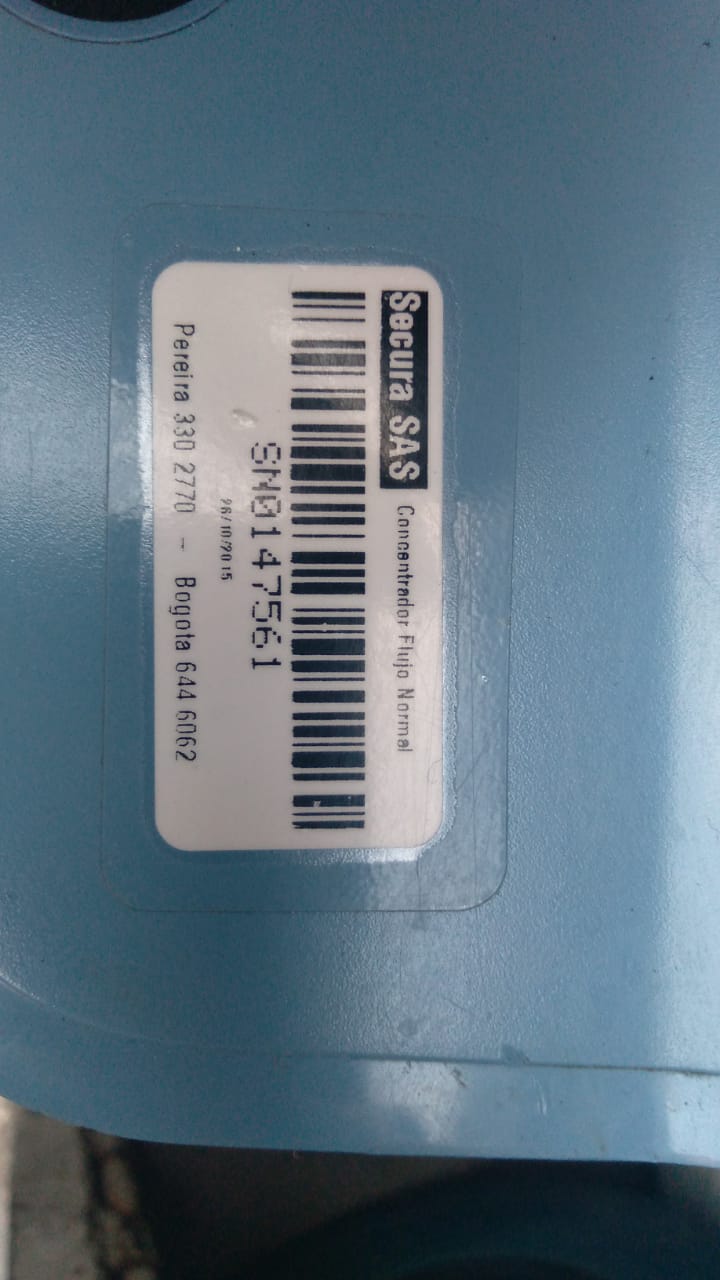 Secura SAS Concentrador Flujo Normal
SN0147561
26/10/2015
Pereira 330 2770 - Bogota 644 6062